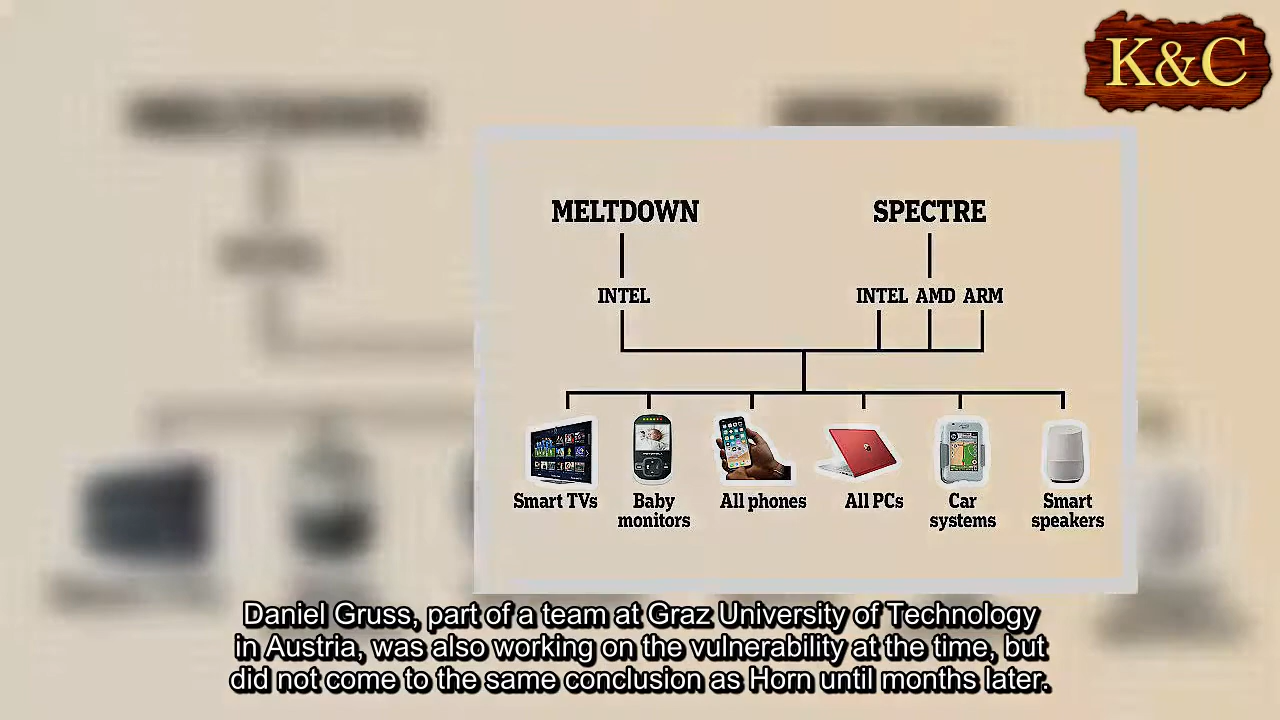 K&C
MELTDOWN
SPECTRE
INTEL
INTEL AMD ARM
Smart TVs
Baby
monitors
All phones
All PCs
Car
systems
Smart
speakers
Daniel Gruss, part of a team at Graz University of Technology
in Austria, was also working on the vulnerability at the time, but
did not come to the same conclusion as Horn until months later.